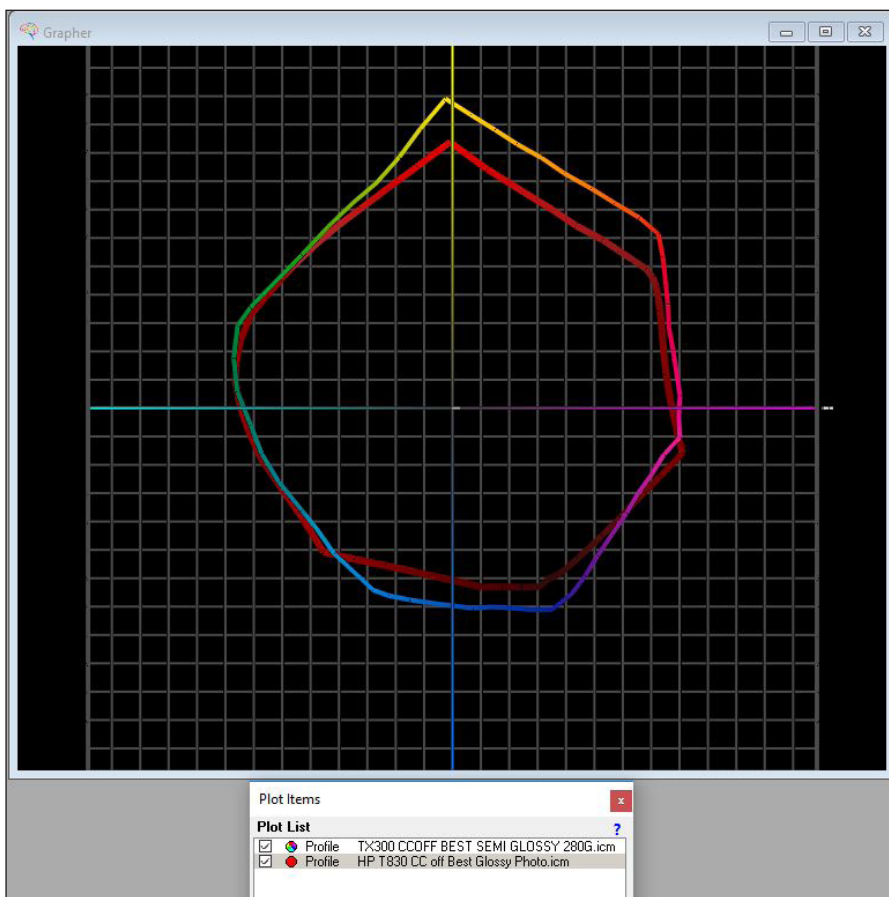 Grapher
Plot Items
Plot List
?
Profile TX300 CCOFF BEST SEMI GLOSSY 280G.icm
Profile HP T830 CC off Best Glossy Photo.icm